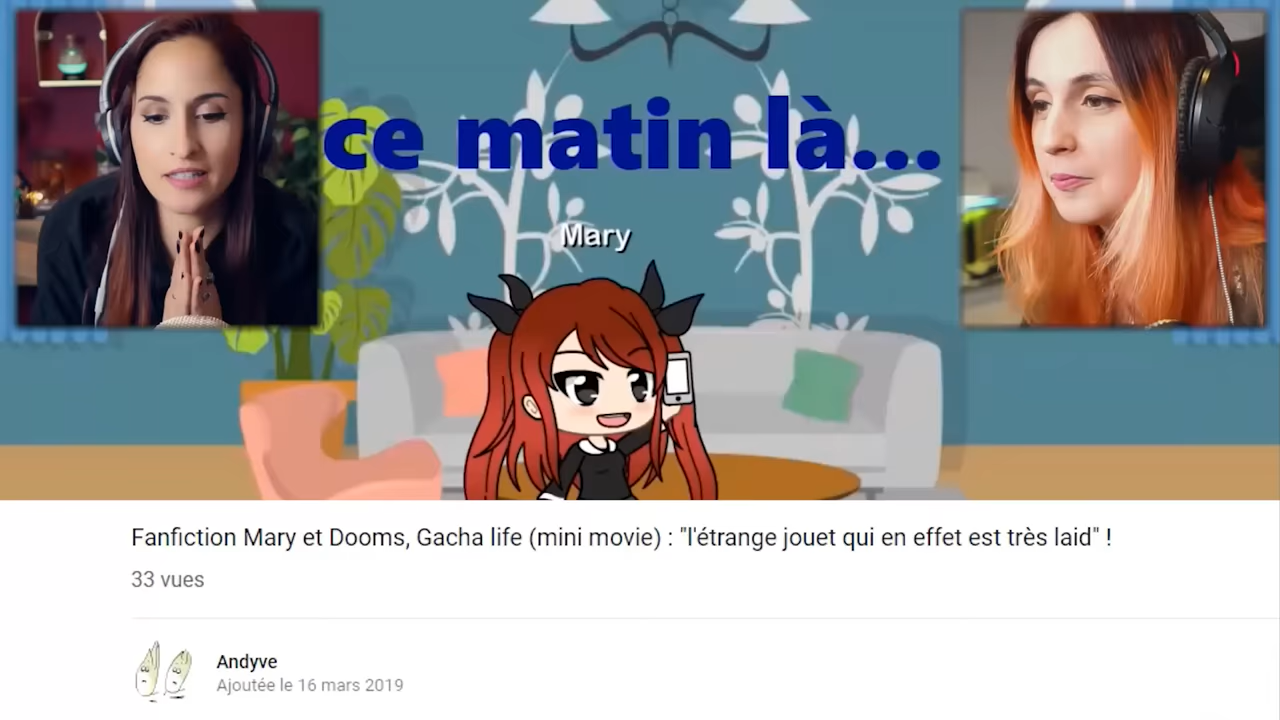 ce matin là...
Mary
Fanfiction Mary et Dooms, Gacha life (mini movie) : "l'étrange jouet qui en effet est très laid" !
33 vues
Andyve
Ajoutée le 16 mars 2019